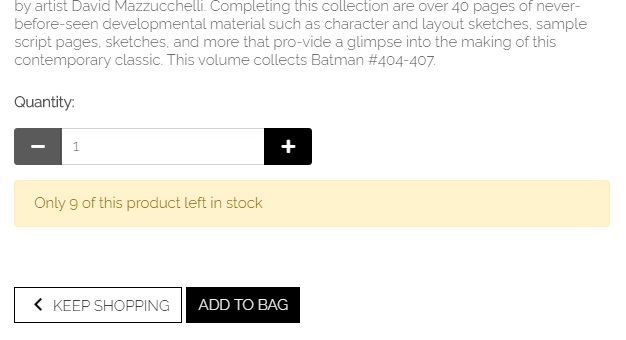 by artist David Mazzucchelli. Completing this collection are over 40 pages of never-
before-seen developmental material such as character and layout sketches, sample
script pages, sketches, and more that pro-vide a glimpse into the making of this
contemporary classic. This volume collects Batman #404-407.
Quantity:
1
Only 9 of this product left in stock
KEEP SHOPPING ADD TO BAG